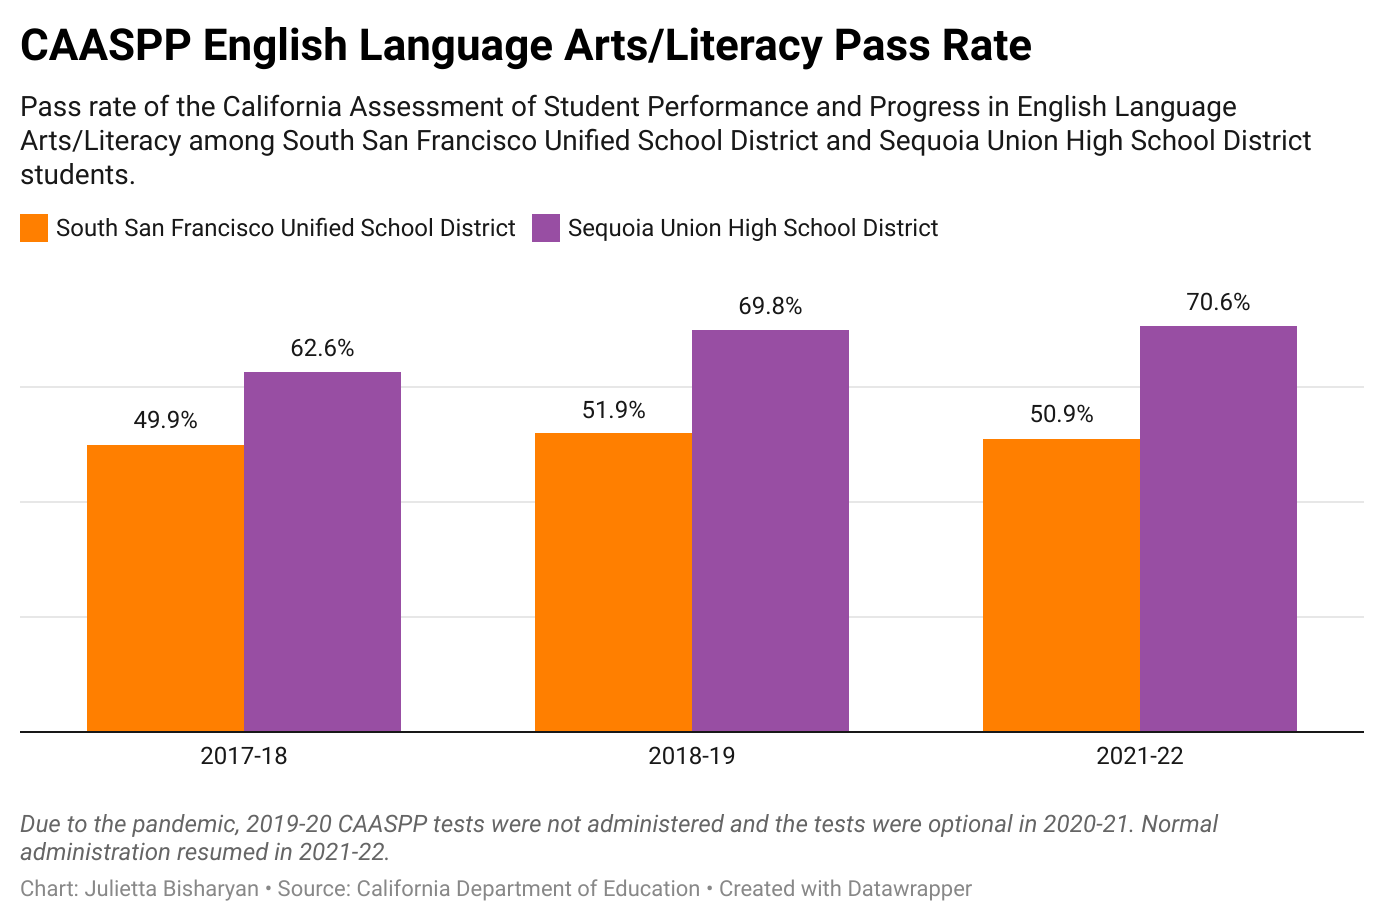 CAASPP English Language Arts/Literacy Pass Rate
Pass rate of the California Assessment of Student Performance and Progress in English Language
Arts/Literacy among South San Francisco Unified School District and Sequoia Union High School District
students.
South San Francisco Unified School District Sequoia Union High School District
49.9% 62.6% 51.9% 69.8% 50.9% 70.6%
2017-18 2018-19 2021-22
Due to the pandemic, 2019-20 CAASPP tests were not administered and the tests were optional in 2020-21. Normal
administration resumed in 2021-22.
Chart: Julietta Bisharyan • Source: California Department of Education • Created with Datawrapper